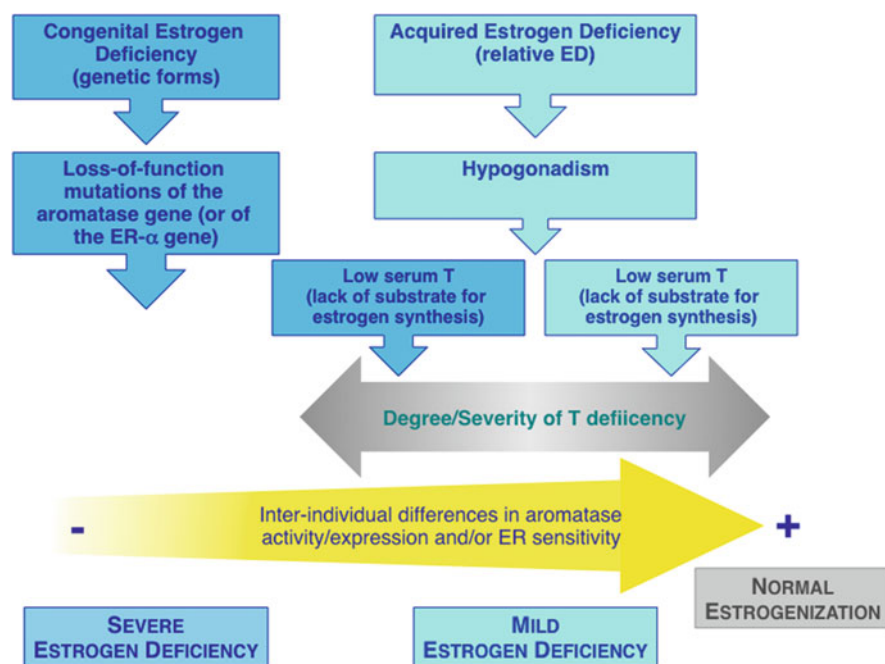 Congenital Estrogen
Deficiency
(genetic forms)
Acquired Estrogen Deficiency
(relative ED)
Loss-of-function
mutations of the
aromatase gene (or of
the ER-α gene)
Hypogonadism
Low serum T
(lack of substrate for
estrogen synthesis)
Low serum T
(lack of substrate for
estrogen synthesis)
Degree/Severity of T defiicency
-
Inter-individual differences in aromatase
activity/expression and/or ER sensitivity
+
NORMAL
ESTROGENIZATION
SEVERE
ESTROGEN DEFICIENCY
MILD
ESTROGEN DEFICIENCY